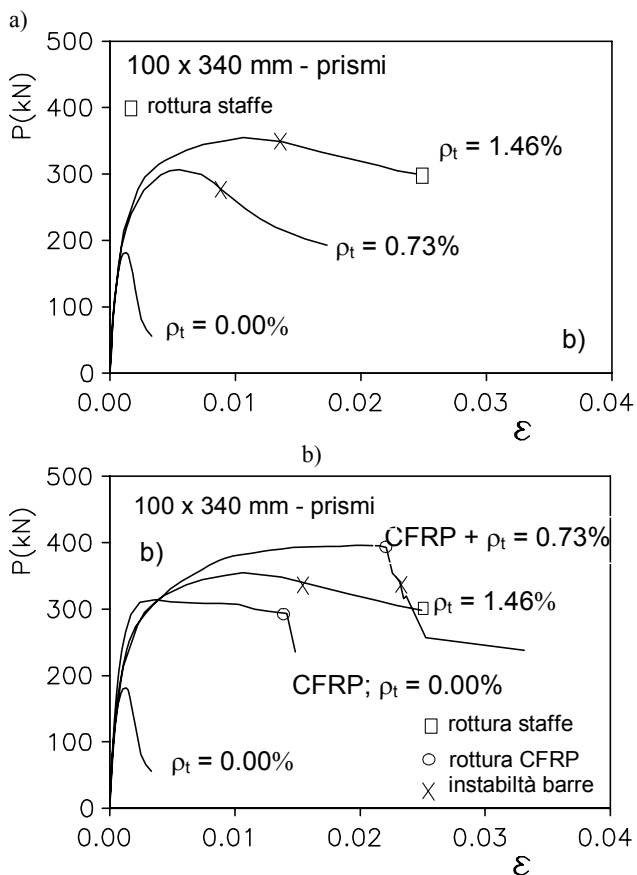 a)
500
400
300
200
100
0
P(kN)
100 x 340 mm - prismi
□ rottura staffe
ρt = 1.46%
ρt = 0.73%
ρt = 0.00%
b)
0.00 0.01 0.02 0.03 0.04
ε
b)
500
400
300
200
100
0
P(kN)
100 x 340 mm - prismi
b)
CFRP + ρt = 0.73%
ρt = 1.46%
CFRP; ρt = 0.00%
ρt = 0.00%
□ rottura staffe
○ rottura CFRP
× instabiltà barre
0.00 0.01 0.02 0.03 0.04
ε